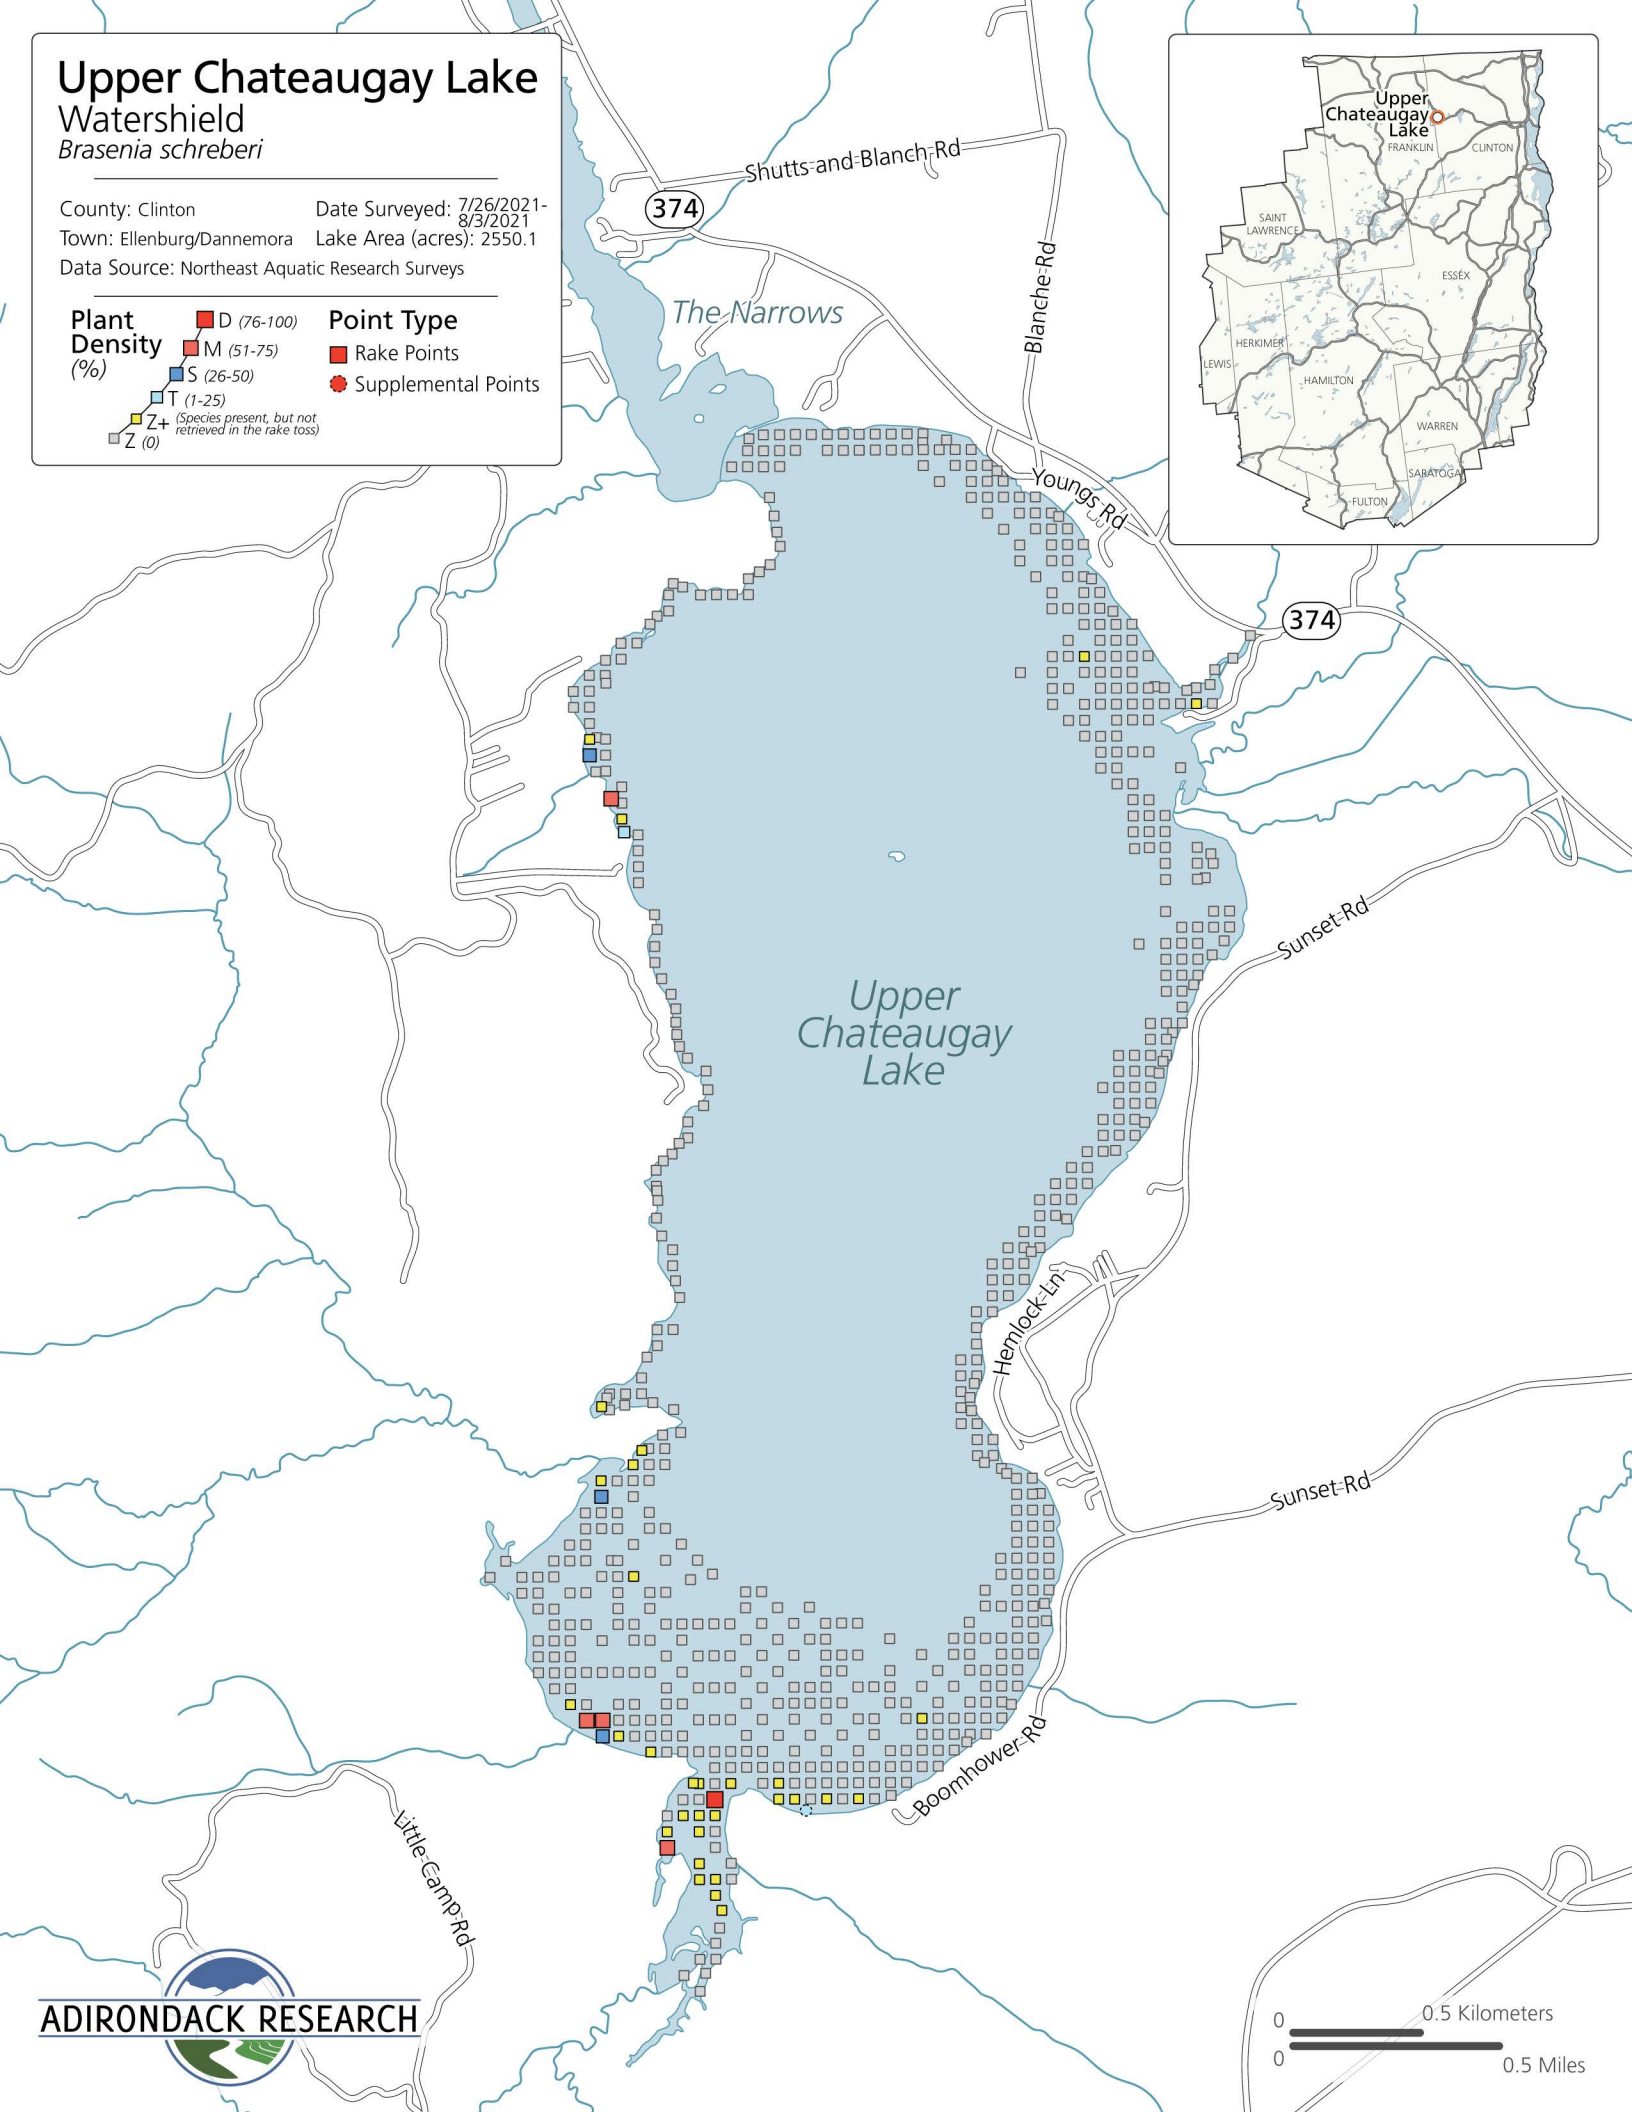 Upper Chateaugay Lake
Watershield
Brasenia schreberi
County: Clinton
Date Surveyed: 7/26/2021-
8/3/2021
Town: Ellenburg/Dannemora
Lake Area (acres): 2550.1
Data Source: Northeast Aquatic Research Surveys
Plant
Density
(%)
D (76-100)
M (51-75)
S (26-50)
T (1-25)
Z+ (Species present, but not
retrieved in the rake toss)
Z (0)
Point Type
Rake Points
Supplemental Points
Upper
Chateaugay
Lake
FRANKLIN
CLINTON
SAINT
LAWRENCE
ESSEX
HERKIMER
LEWIS
HAMILTON
WARREN
SARATOGA
FULTON
Shutts and Blanch Rd
374
Blanche Rd
The Narrows
Youngs Rd
374
Sunset Rd
Upper
Chateaugay
Lake
Hemlock Ln
Sunset Rd
Boomhower Rd
Little Camp Rd
ADIRONDACK RESEARCH
0
0.5 Kilometers
0
0.5 Miles